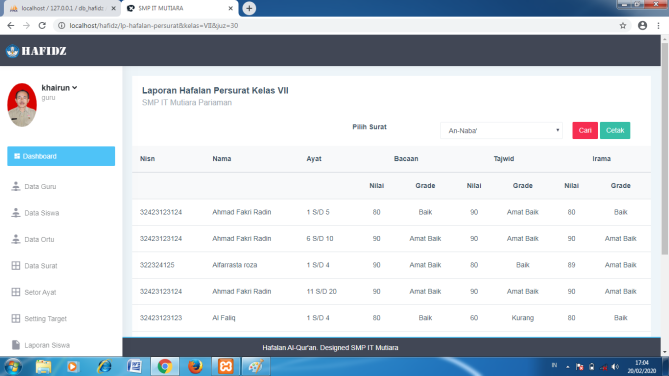 localhost / 127.0.0.1 / db_hafidz
SMP IT MUTIARA
localhost/hafidz/lp-hafalan-persurat&kelas=VII&juz=30
HAFIDZ
khairun
guru
Dashboard
Data Guru
Data Siswa
Data Ortu
Data Surat
Setor Ayat
Setting Target
Laporan Siswa
Laporan Hafalan Persurat Kelas VII
SMP IT Mutiara Pariaman
Pilih Surat An-Naba' Cari Cetak
Nisn Nama Ayat Bacaan Tajwid Irama
Nilai Grade Nilai Grade Nilai Grade
32423123124 Ahmad Fakri Radin 1 S/D 5 80 Baik 90 Amat Baik 80 Baik
32423123124 Ahmad Fakri Radin 6 S/D 10 90 Amat Baik 90 Amat Baik 90 Amat Baik
322324125 Alfarrasta roza 1 S/D 4 90 Amat Baik 80 Baik 89 Amat Baik
32423123124 Ahmad Fakri Radin 11 S/D 20 90 Amat Baik 90 Amat Baik 90 Amat Baik
32423123123 Al Faliq 1 S/D 4 80 Baik 60 Kurang 80 Baik
Hafalan Al-Qur'an. Designed SMP IT Mutiara
IN
17:04
20/02/2020